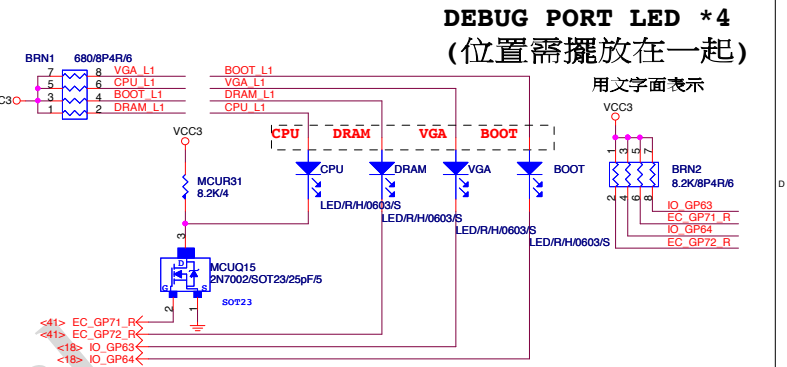 DEBUG PORT LED *4
(位置需擺放在一起)
用文字面表示
BRN1 680/8P4R/6
7 8 VGA_L1
5 6 CPU_L1
3 4 BOOT_L1
1 2 DRAM_L1
BOOT_L1
VGA_L1
DRAM_L1
CPU_L1
VCC3
CPU DRAM VGA BOOT
CPU
DRAM
VGA
BOOT
LED/R/H/0603/S
LED/R/H/0603/S
LED/R/H/0603/S
LED/R/H/0603/S
MCUR31
8.2K/4
3
D
G S
MCUQ15
2N7002/SOT23/25pF/5
SOT23
2 1
<41> EC_GP71_R
<41> EC_GP72_R
<18> IO_GP63
<18> IO_GP64
VCC3
1 3 5 7
2 4 6 8
BRN2
8.2K/8P4R/6
IO_GP63
EC_GP71_R
IO_GP64
EC_GP72_R
D